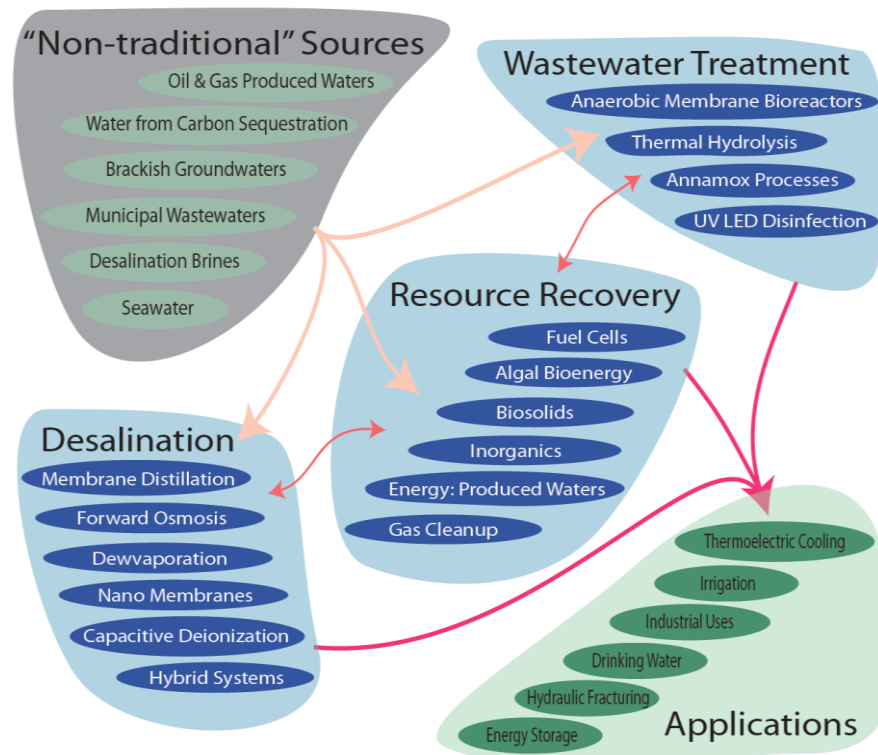 “Non-traditional” Sources
Oil & Gas Produced Waters
Water from Carbon Sequestration
Brackish Groundwaters
Municipal Wastewaters
Desalination Brines
Seawater
Wastewater Treatment
Anaerobic Membrane Bioreactors
Thermal Hydrolysis
Annamox Processes
UV LED Disinfection
Resource Recovery
Fuel Cells
Algal Bioenergy
Biosolids
Inorganics
Energy: Produced Waters
Gas Cleanup
Desalination
Membrane Distillation
Forward Osmosis
Dewvaporation
Nano Membranes
Capacitive Deionization
Hybrid Systems
Thermoelectric Cooling
Irrigation
Industrial Uses
Drinking Water
Hydraulic Fracturing
Energy Storage
Applications